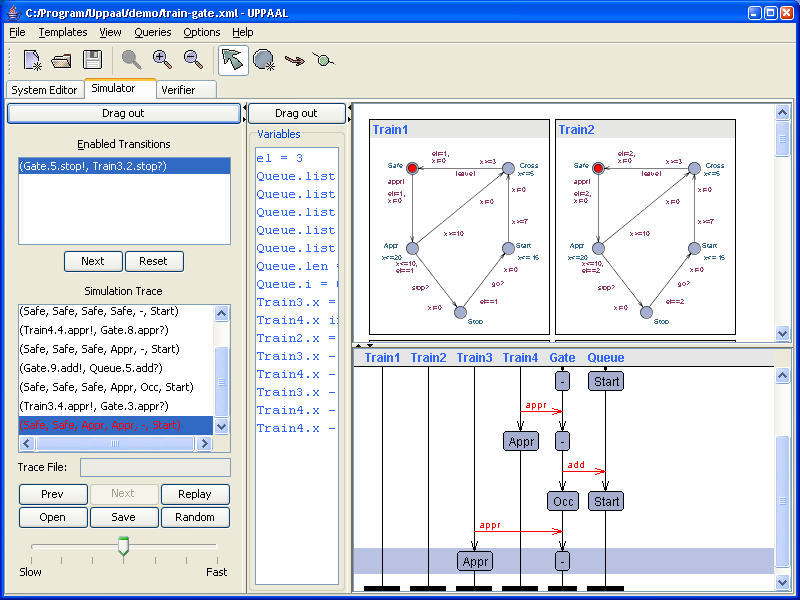 C:/Program/Uppaal/demo/train-gate.xml - UPPAAL
File Templates View Queries Options Help
System Editor Simulator Verifier
Drag out
Enabled Transitions
(Gate.5.stop!, Train3.2.stop?)
Next Reset
Simulation Trace
(Safe, Safe, Safe, Safe, -, Start)
(Train4.4.appr!, Gate.8.appr?)
(Safe, Safe, Safe, Appr, -, Start)
(Gate.9.add!, Queue.5.add?)
(Safe, Safe, Safe, Appr, Occ, Start)
(Train3.4.appr!, Gate.3.appr?)
(Safe, Safe, Appr, Appr, -, Start)
Trace File:
Prev Next Replay
Open Save Random
Slow Fast
Drag out
Variables
el = 3
Queue.list
Queue.list
Queue.list
Queue.list
Queue.list
Queue.len =
Queue.i =
Train3.x =
Train4.x i
Train2.x =
Train3.x -
Train4.x -
Train3.x -
Train4.x -
Train4.x -
Train1
Safe
el=1,
x=0
x>=3
Cross
x<=5
leave!
appr!
el=1,
x=0
x=0
x=0
x>=7
x>=10
Appr
<=20
x<=10,
el==1
Start
x<= 15
x=0
stop?
go?
x=0
el==1
Stop
Train2
Safe
el=2,
x=0
x>=3
Cross
x<=5
leave!
appr!
el=2,
x=0
x=0
x=0
x>=7
x>=10
Appr
<=20
x<=10,
el==2
Start
x<= 15
x=0
stop?
go?
x=0
el==2
Stop
Train1 Train2 Train3 Train4 Gate Queue
- Start
appr
Appr -
add
Occ Start
appr
Appr -